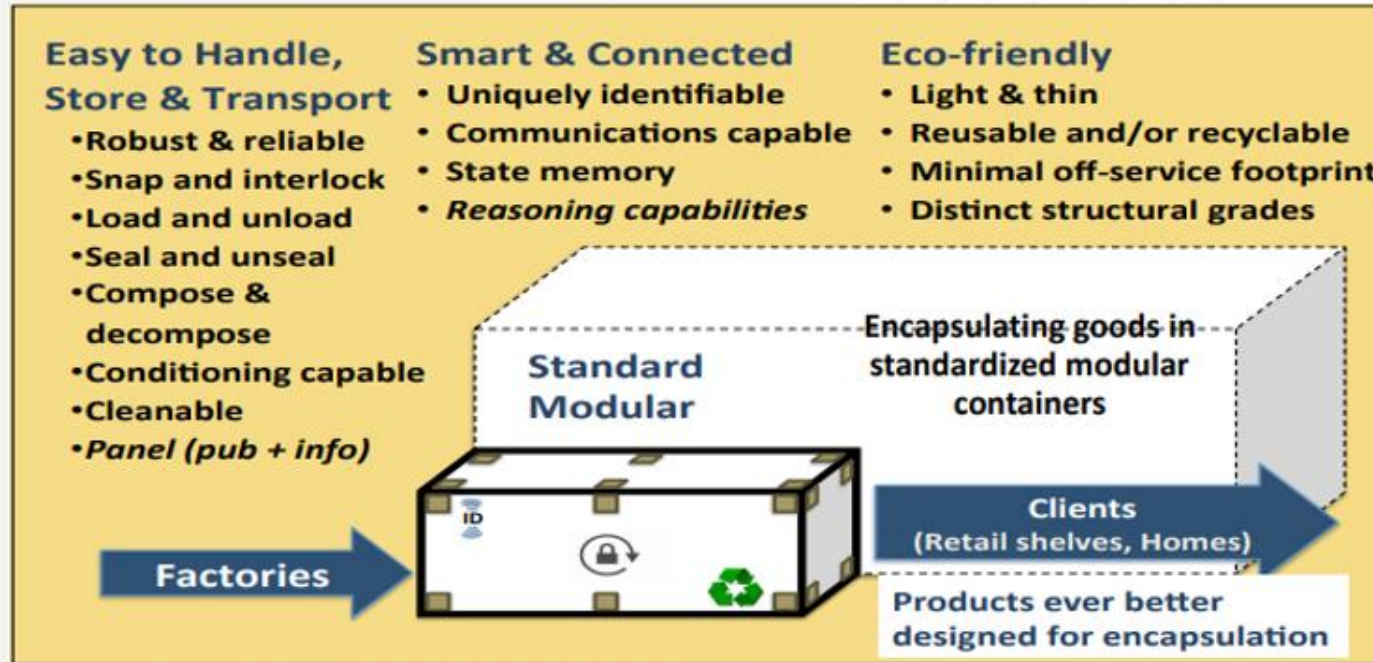 Easy to Handle,
Store & Transport
•Robust & reliable
•Snap and interlock
•Load and unload
•Seal and unseal
•Compose &
decompose
•Conditioning capable
•Cleanable
•Panel (pub + info)
Smart & Connected
• Uniquely identifiable
• Communications capable
• State memory
• Reasoning capabilities
Eco-friendly
• Light & thin
• Reusable and/or recyclable
• Minimal off-service footprint
• Distinct structural grades
Standard
Modular
Encapsulating goods in
standardized modular
containers
ID
Factories
Clients
(Retail shelves, Homes)
Products ever better
designed for encapsulation